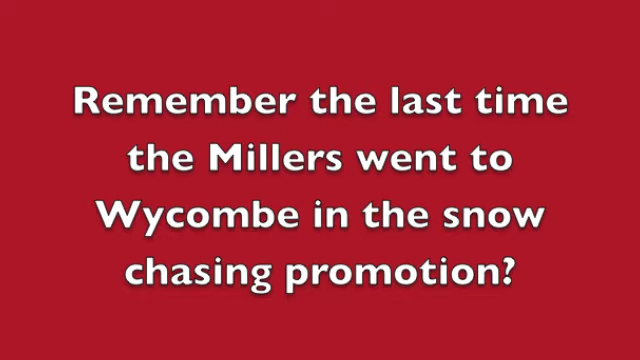 Remember the last time
the Millers went to
Wycombe in the snow
chasing promotion?